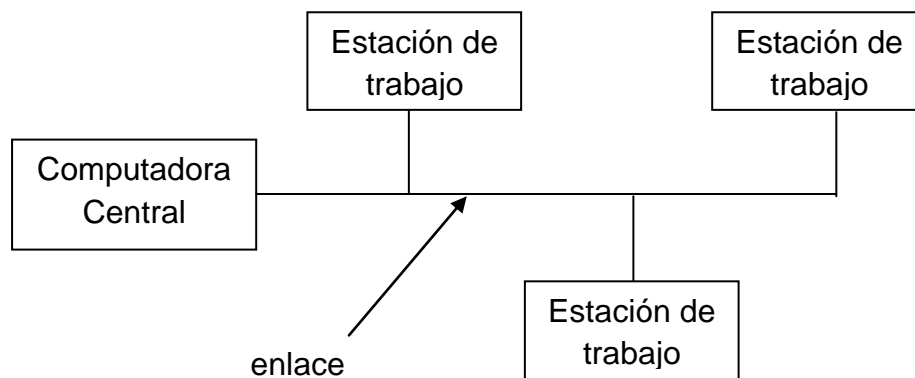 Estación de
trabajo
Estación de
trabajo
Computadora
Central
Estación de
trabajo
enlace